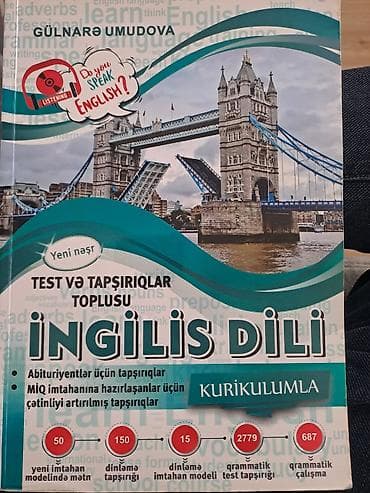 GÜLNARƏ UMUDOVA
LISTENING
Do you
SPEAK
ENGLISH?
Yeni nəşr
TEST VƏ TAPŞIRIQLAR
TOPLUSU
İNGİLİS DİLİ
• Abituriyentlər üçün tapşırıqlar
• MİQ imtahanına hazırlaşanlar üçün
çətinliyi artırılmış tapşırıqlar
KURİKULUMLA
50
150
15
2779
687
yeni imtahan
modelində mətn
dinləmə
tapşırığı
dinləmə
imtahan modeli
qrammatik
test tapşırığı
qrammatik
çalışma